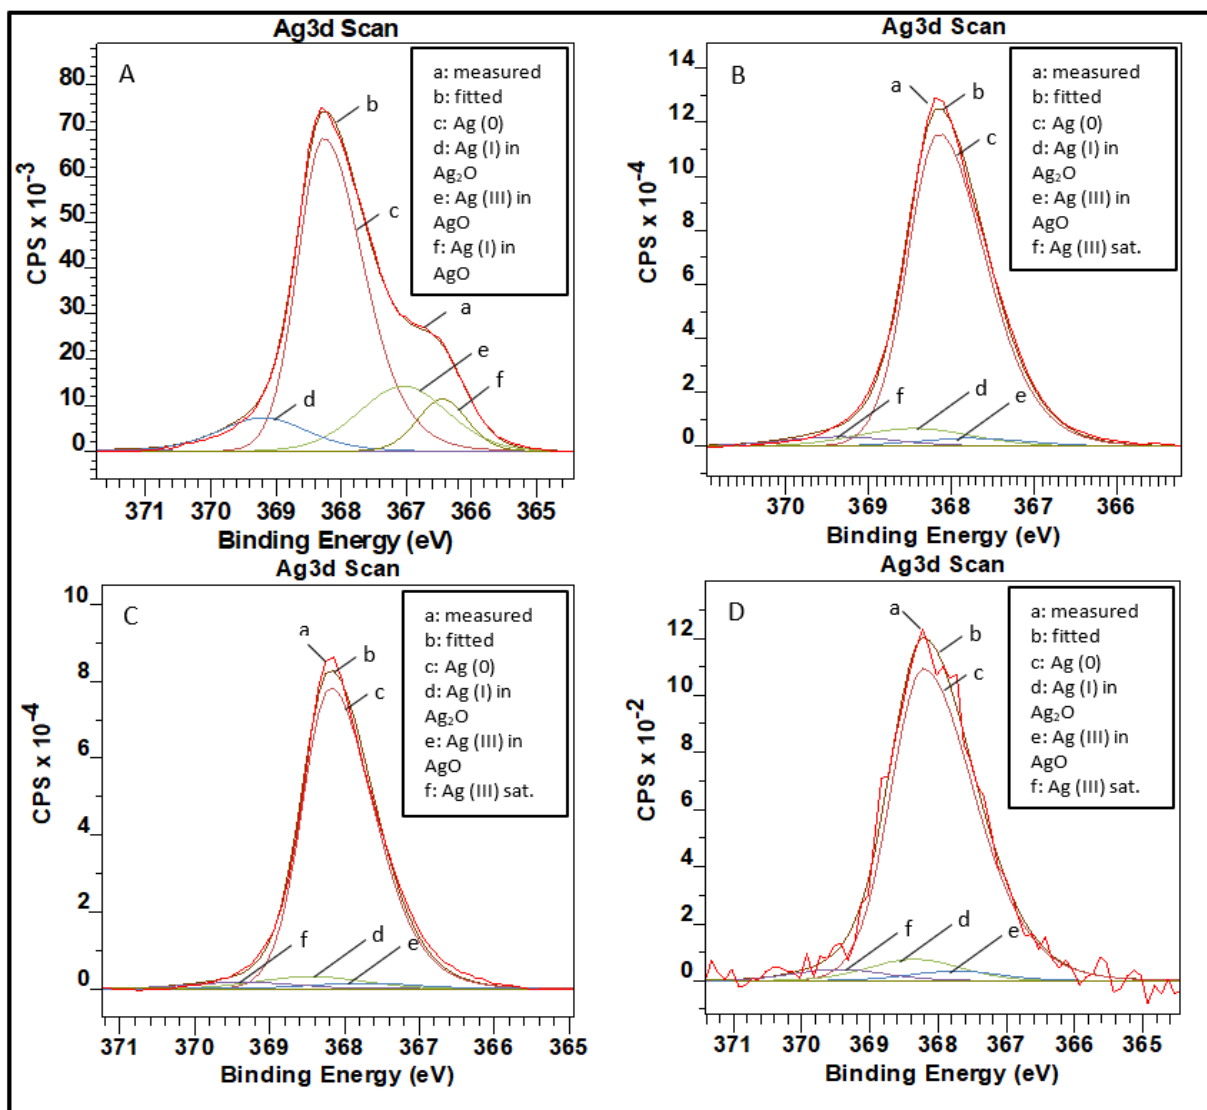 Ag3d Scan
A
a: measured
b: fitted
c: Ag (0)
d: Ag (I) in
Ag₂O
e: Ag (III) in
AgO
f: Ag (I) in
AgO
b
c
a
e
f
d
CPS x 10⁻³
80
70
60
50
40
30
20
10
0
371 370 369 368 367 366 365
Binding Energy (eV)
Ag3d Scan
B
a: measured
b: fitted
c: Ag (0)
d: Ag (I) in
Ag₂O
e: Ag (III) in
AgO
f: Ag (III) sat.
a
b
c
f
d
e
CPS x 10⁻⁴
14
12
10
8
6
4
2
0
370 369 368 367 366
Binding Energy (eV)
Ag3d Scan
C
a: measured
b: fitted
c: Ag (0)
d: Ag (I) in
Ag₂O
e: Ag (III) in
AgO
f: Ag (III) sat.
a
b
c
f
d
e
CPS x 10⁻⁴
10
8
6
4
2
0
371 370 369 368 367 366 365
Binding Energy (eV)
Ag3d Scan
D
a: measured
b: fitted
c: Ag (0)
d: Ag (I) in
Ag₂O
e: Ag (III) in
AgO
f: Ag (III) sat.
a
b
c
f
d
e
CPS x 10⁻²
12
10
8
6
4
2
0
371 370 369 368 367 366 365
Binding Energy (eV)